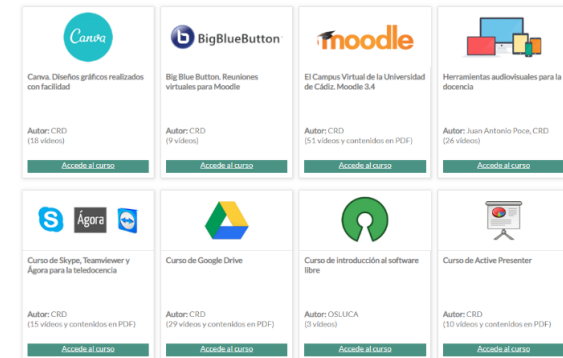 Canva
BigBlueButton
moodle
Canva. Diseños gráficos realizados
con facilidad
Big Blue Button. Reuniones
virtuales para Moodle
El Campus Virtual de la Universidad
de Cádiz. Moodle 3.4
Herramientas audiovisuales para la
docencia
Autor: CRD
(18 vídeos)
Autor: CRD
(9 vídeos)
Autor: CRD
(51 vídeos y contenidos en PDF)
Autor: Juan Antonio Poce, CRD
(26 vídeos)
Accede al curso
Accede al curso
Accede al curso
Accede al curso
S
Ágora
Curso de Skype, Teamviewer y
Ágora para la teledocencia
Curso de Google Drive
Curso de introducción al software
libre
Curso de Active Presenter
Autor: CRD
(15 vídeos y contenidos en PDF)
Autor: CRD
(29 vídeos y contenidos en PDF)
Autor: OSLUCA
(3 vídeos)
Autor: CRD
(10 vídeos y contenidos en PDF)
Accede al curso
Accede al curso
Accede al curso
Accede al curso